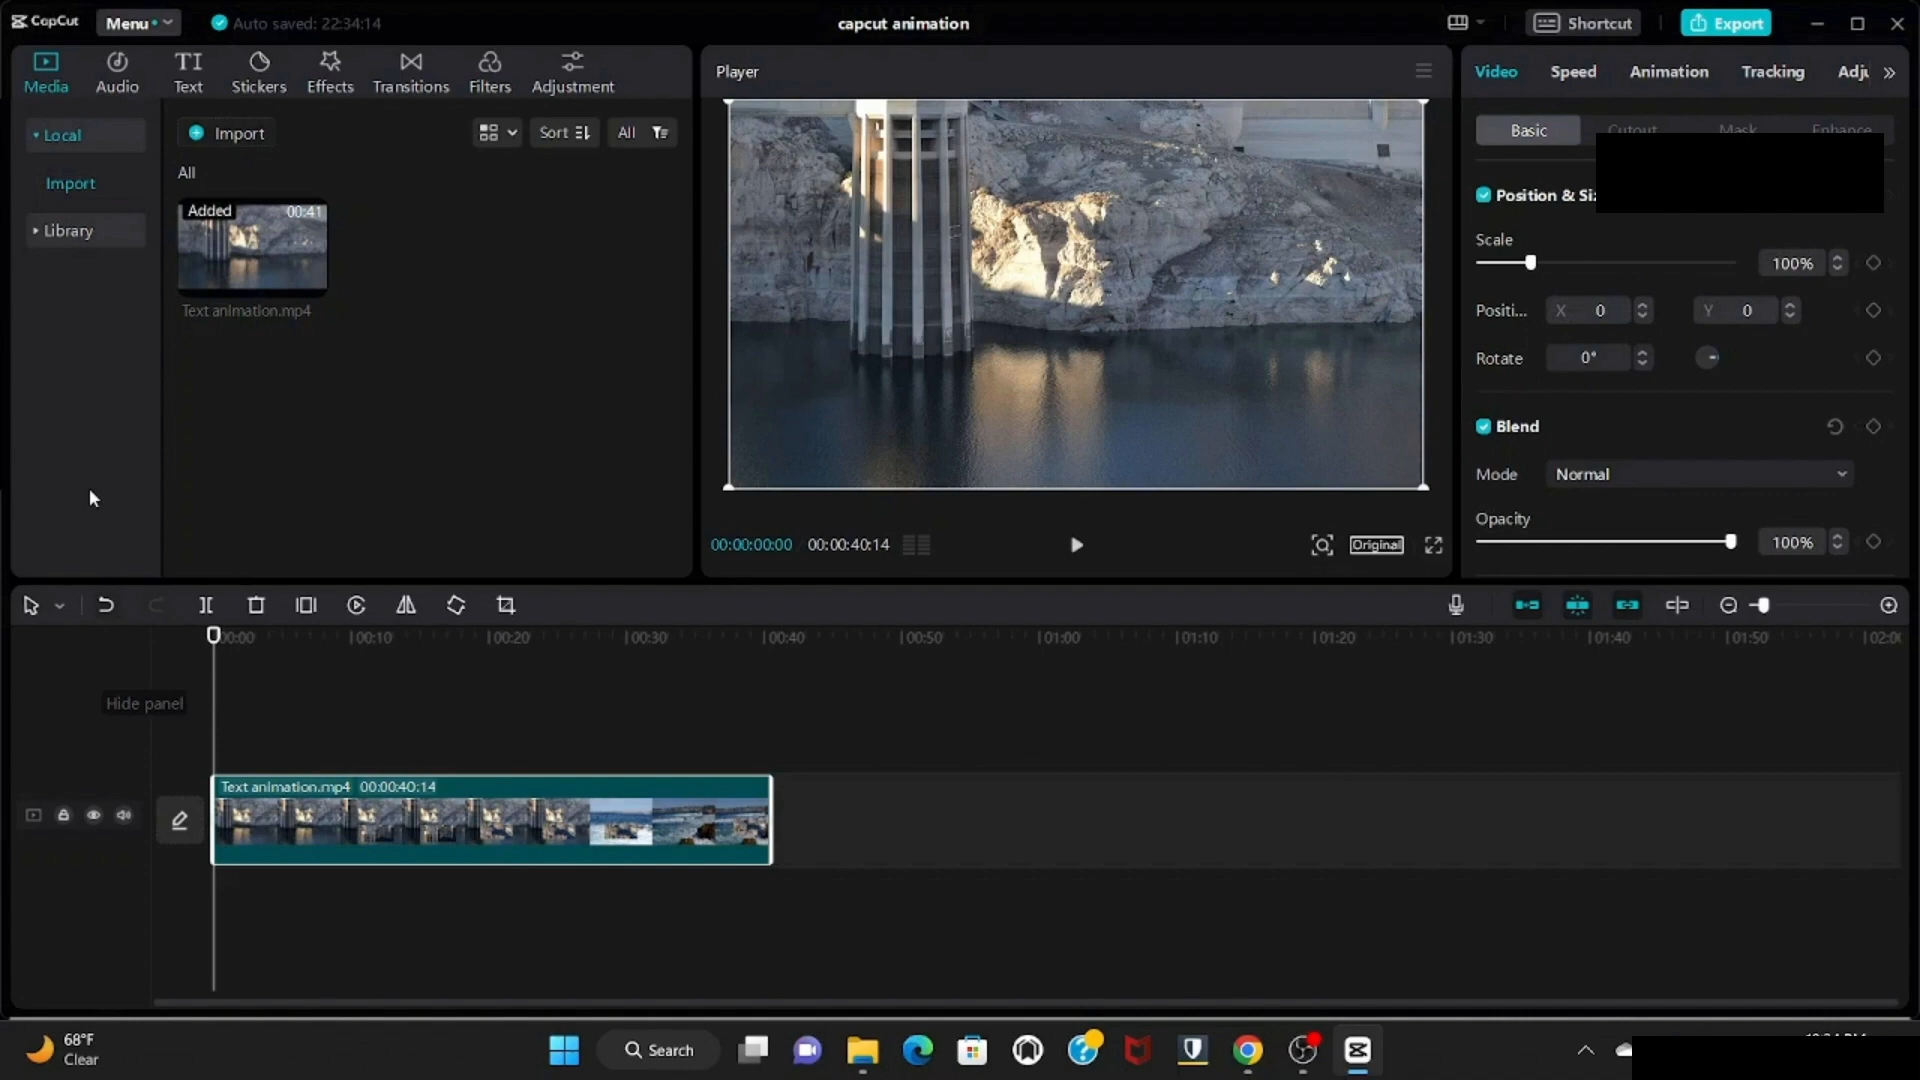 CapCut
Menu
Auto saved: 22:34:14
capcut animation
Shortcut
Export
Media
Audio
Text
Stickers
Effects
Transitions
Filters
Adjustment
Local
Import
Library
Import
Sort
All
All
Added
00:41
Text animation.mp4
Player
00:00:00:00
00:00:40:14
Original
Video
Speed
Animation
Tracking
Adju
Basic
Cutout
Mask
Enhance
Position & Siz
Scale
100%
Positi...
X 0
Y 0
Rotate
0°
Blend
Mode
Normal
Opacity
100%
00:00
00:10
00:20
00:30
00:40
00:50
01:00
01:10
01:20
01:30
01:40
01:50
02:00
Hide panel
Text animation.mp4 00:00:40:14
68°F
Clear
Search